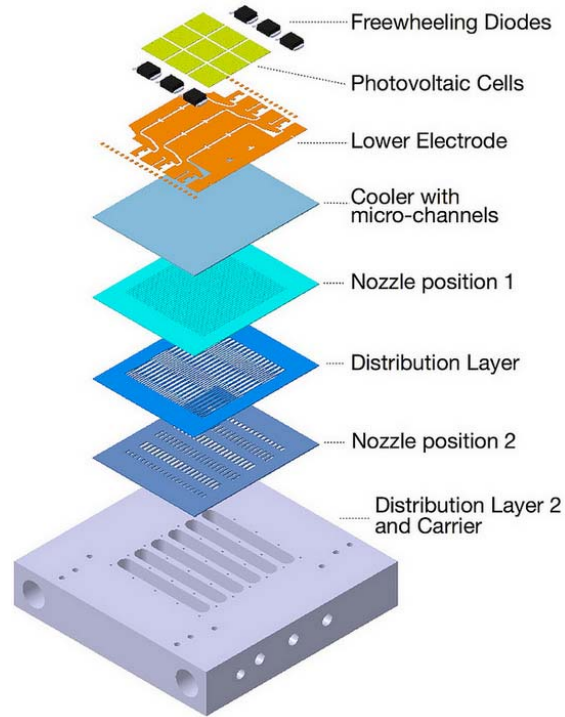 Freewheeling Diodes
Photovoltaic Cells
Lower Electrode
Cooler with
micro-channels
Nozzle position 1
Distribution Layer
Nozzle position 2
Distribution Layer 2
and Carrier